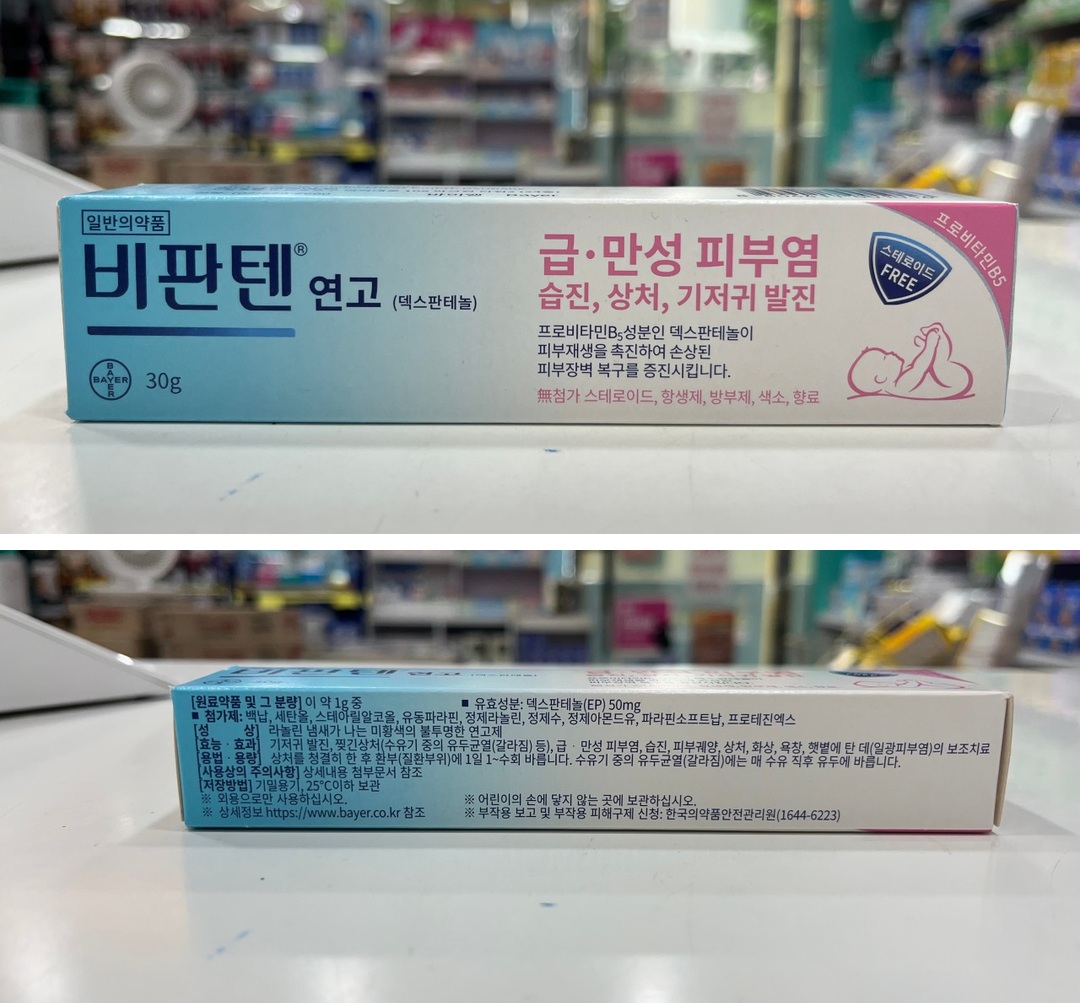 일반의약품
비판텐® 연고 (덱스판테놀)
BAYER
BAYER
30g
급·만성 피부염
습진, 상처, 기저귀 발진
프로비타민B₅성분인 덱스판테놀이
피부재생을 촉진하여 손상된
피부장벽 복구를 증진시킵니다.
無첨가 스테로이드, 항생제, 방부제, 색소, 향료
스테로이드
FREE
프로비타민B5
[원료약품 및 그 분량] 이 약 1g 중 ■ 유효성분: 덱스판테놀(EP) 50mg
■ 첨가제: 백납, 세탄올, 스테아릴알코올, 유동파라핀, 정제라놀린, 정제수, 정제아몬드유, 파라핀소프트납, 프로테진엑스
[성 상] 라놀린 냄새가 나는 미황색의 불투명한 연고제
[효능·효과] 기저귀 발진, 찢긴상처(수유기 중의 유두균열(갈라짐) 등), 급·만성 피부염, 습진, 피부궤양, 상처, 화상, 욕창, 햇볕에 탄 데(일광피부염)의 보조치료
[용법·용량] 상처를 청결히 한 후 환부(질환부위)에 1일 1~수회 바릅니다. 수유기 중의 유두균열(갈라짐)에는 매 수유 직후 유두에 바릅니다.
[사용상의 주의사항] 상세내용 첨부문서 참조
[저장방법] 기밀용기, 25℃이하 보관
※ 외용으로만 사용하십시오. ※ 어린이의 손에 닿지 않는 곳에 보관하십시오.
※ 상세정보 https://www.bayer.co.kr 참조 ※ 부작용 보고 및 부작용 피해구제 신청: 한국의약품안전관리원(1644-6223)